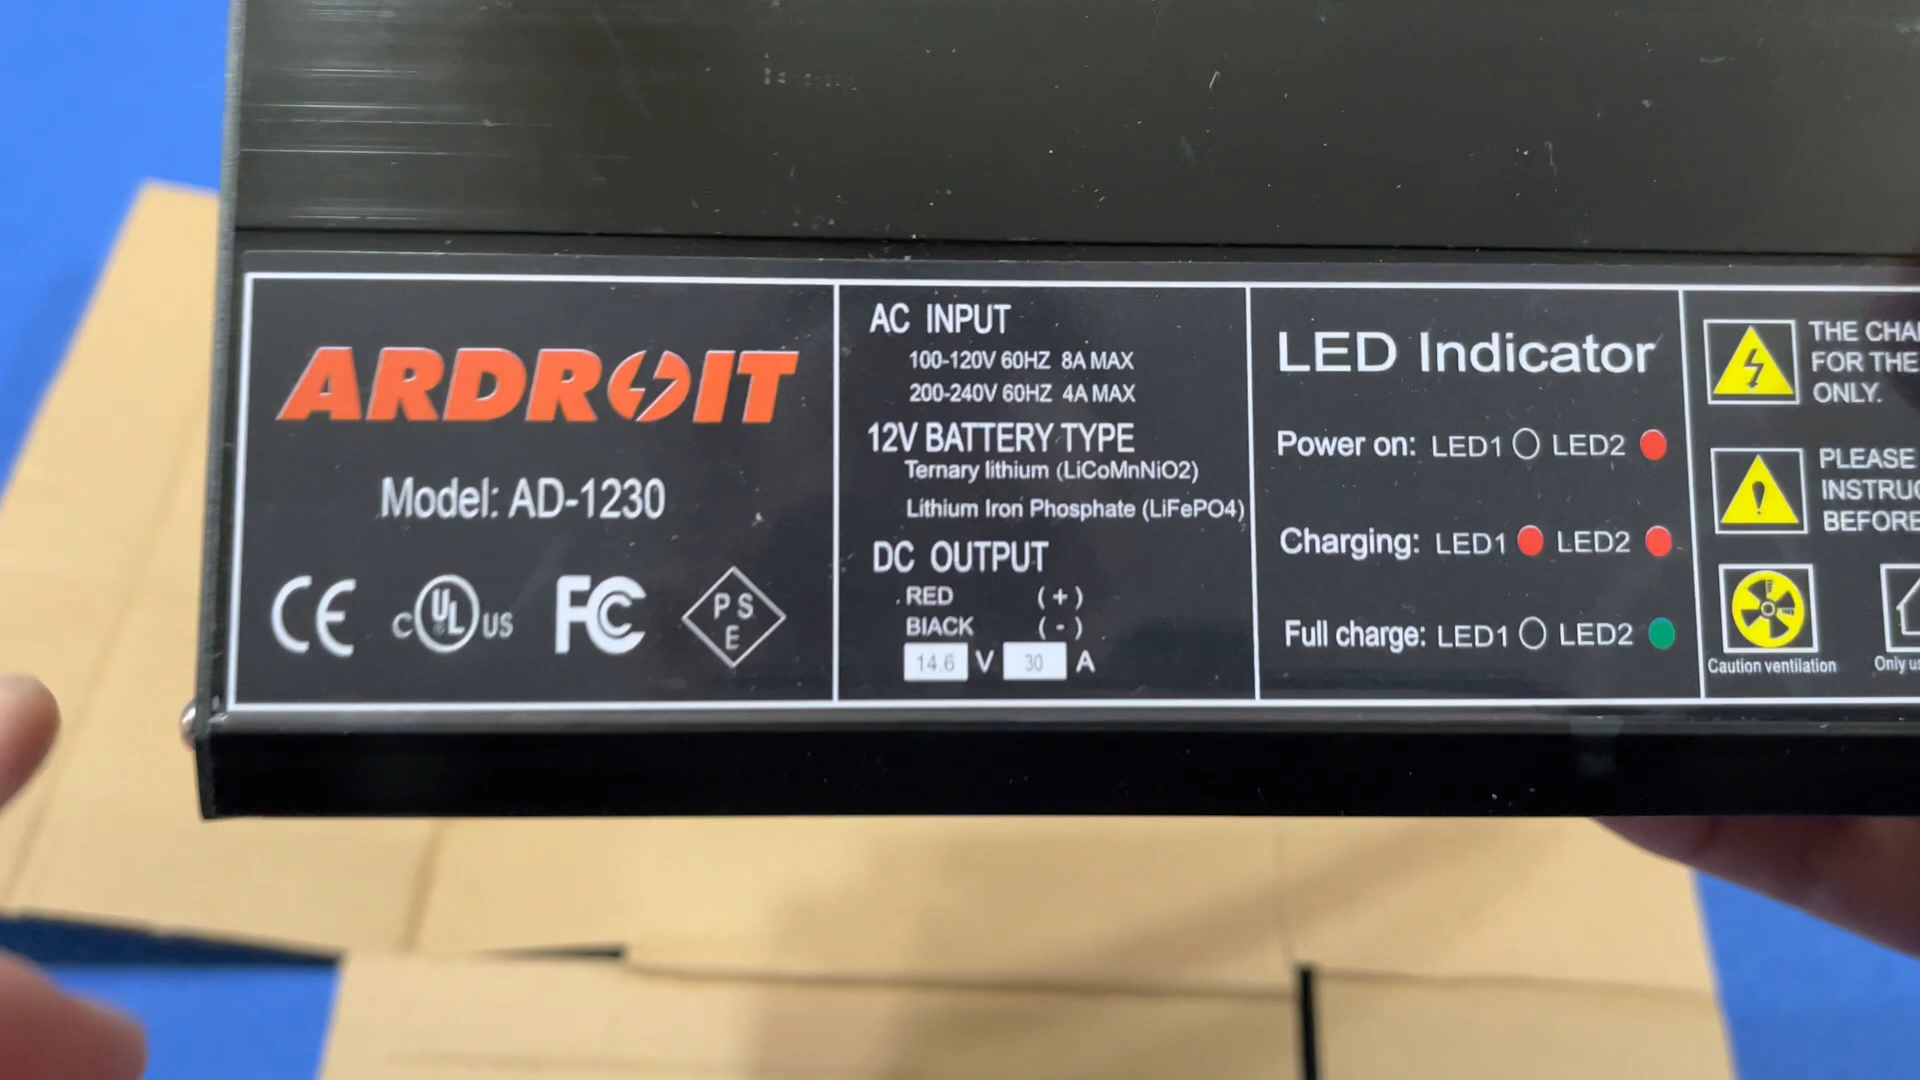 ARDROIT
Model: AD-1230
CE
c UL ® US
FC
PSE
AC INPUT
100-120V 60HZ 8A MAX
200-240V 60HZ 4A MAX
12V BATTERY TYPE
Ternary lithium (LiCoMnNiO2)
Lithium Iron Phosphate (LiFePO4)
DC OUTPUT
RED (+)
BIACK (-)
14.6 V 30 A
LED Indicator
Power on: LED1 LED2
Charging: LED1 LED2
Full charge: LED1 LED2
THE CHA
FOR THE
ONLY.
PLEASE
INSTRUC
BEFORE
Caution ventilation
Only us